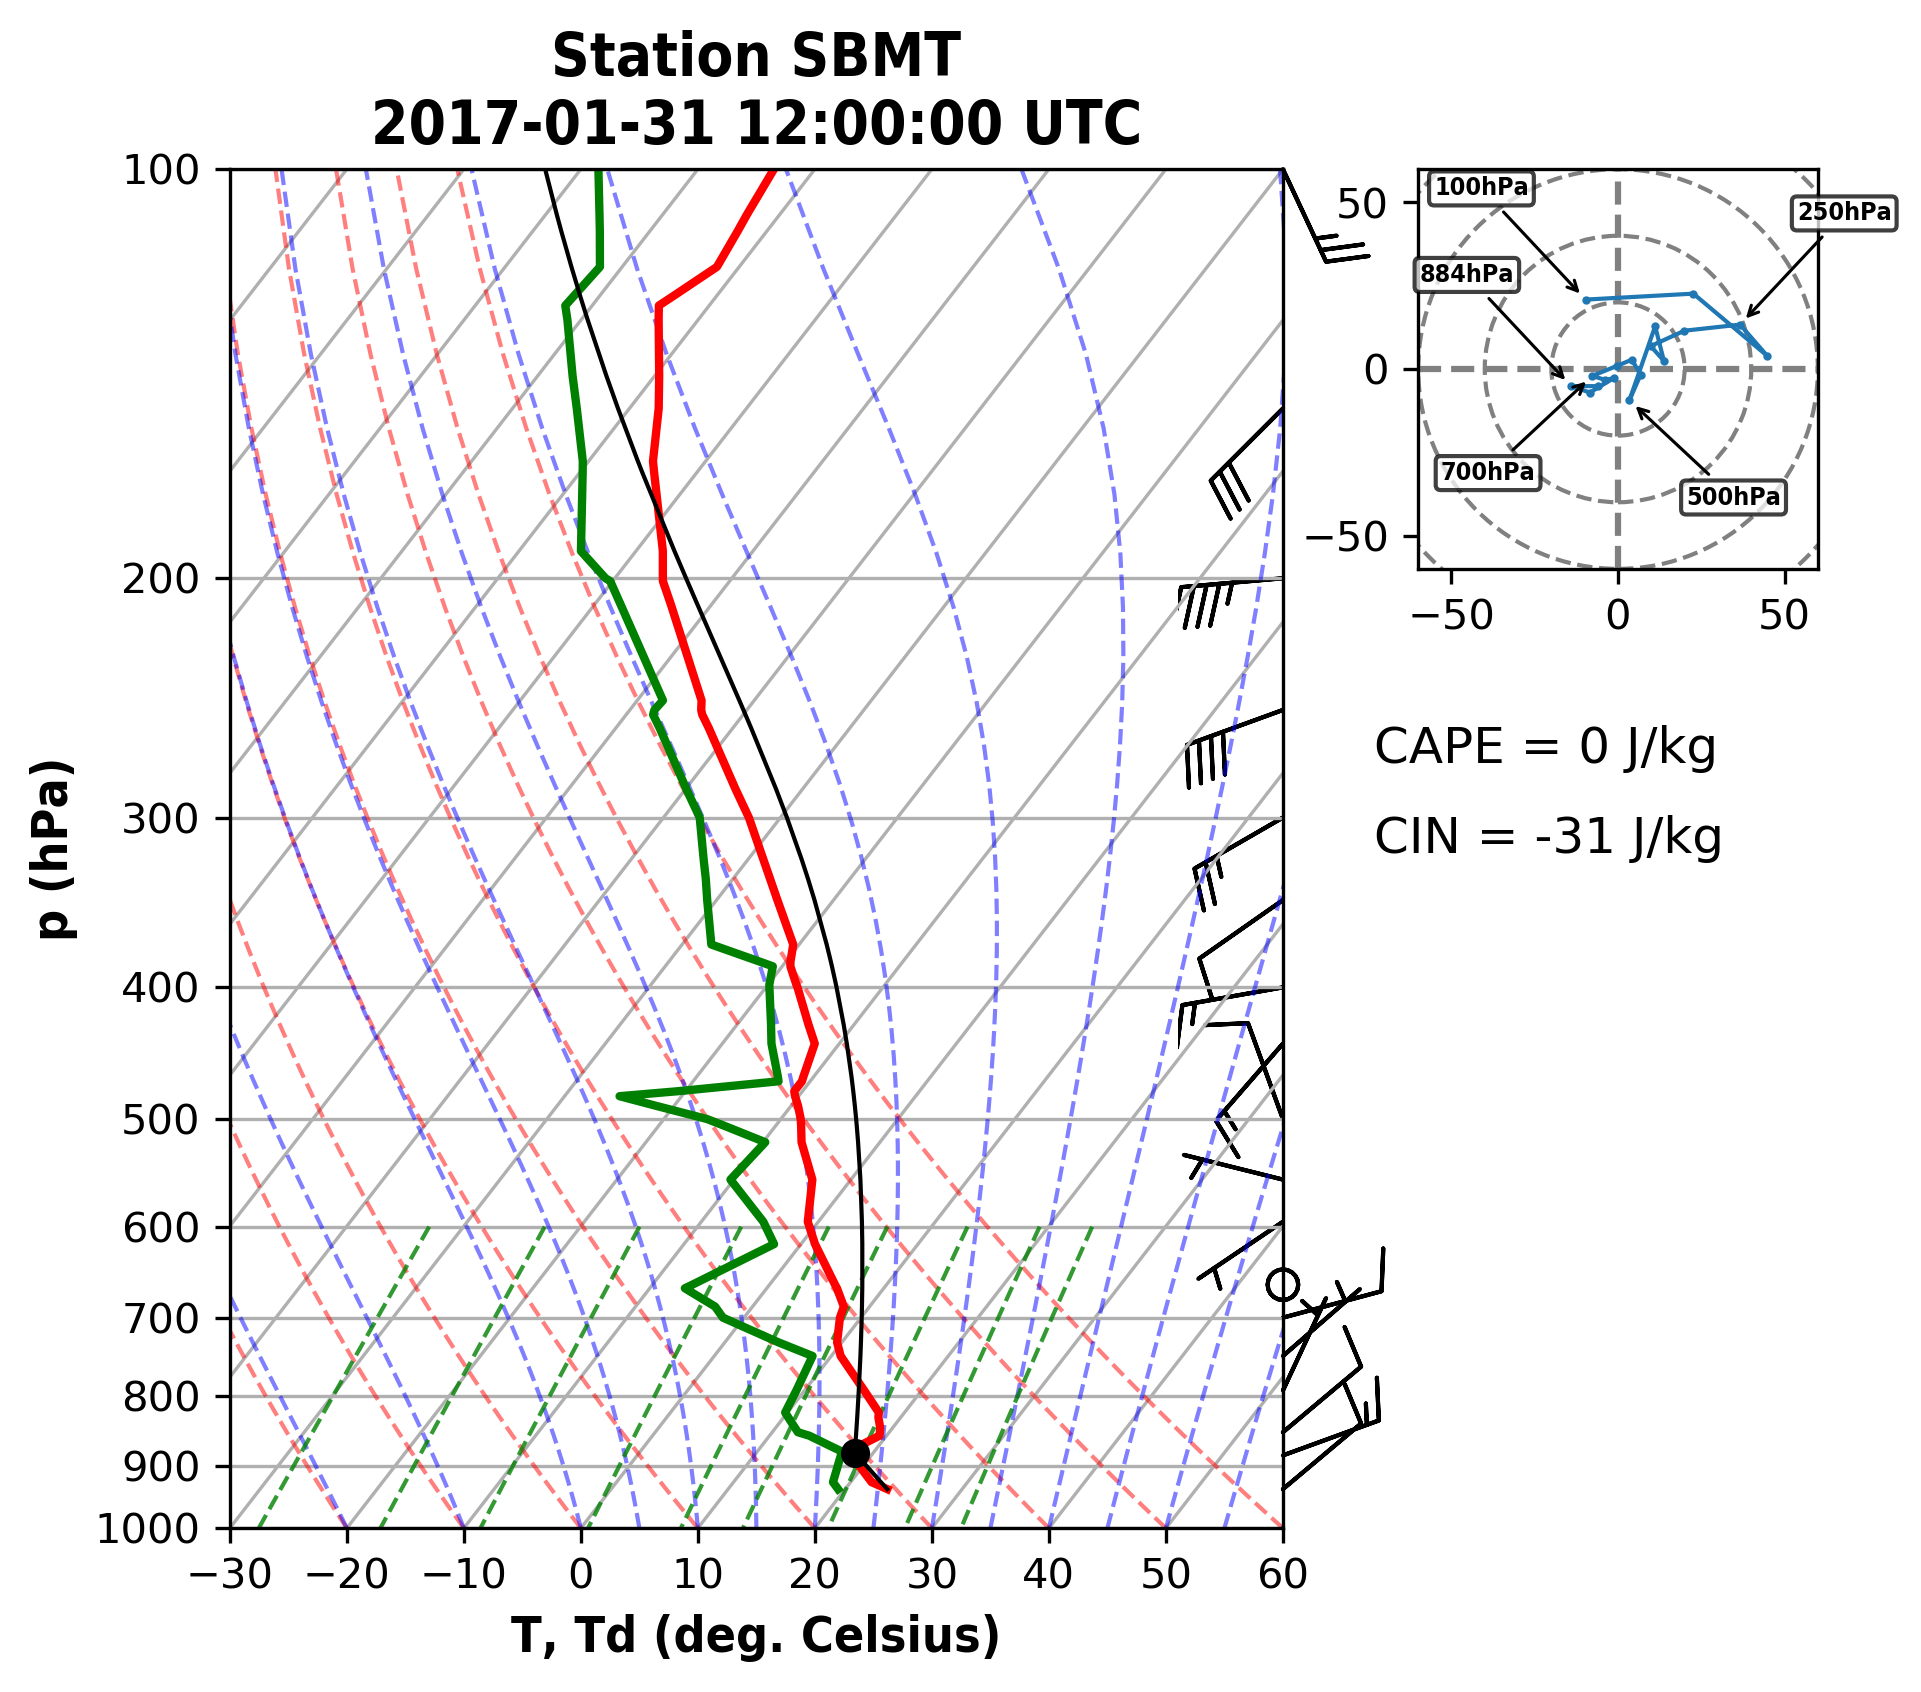 Station SBMT
2017-01-31 12:00:00 UTC
p (hPa)
100
200
300
400
500
600
700
800
900
1000
−30
−20
−10
0
10
20
30
40
50
60
T, Td (deg. Celsius)
50
0
−50
−50
0
50
100hPa
250hPa
884hPa
700hPa
500hPa
CAPE = 0 J/kg
CIN = -31 J/kg